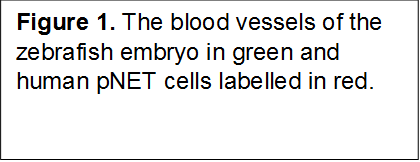 Figure 1. The blood vessels of the
zebrafish embryo in green and
human pNET cells labelled in red.